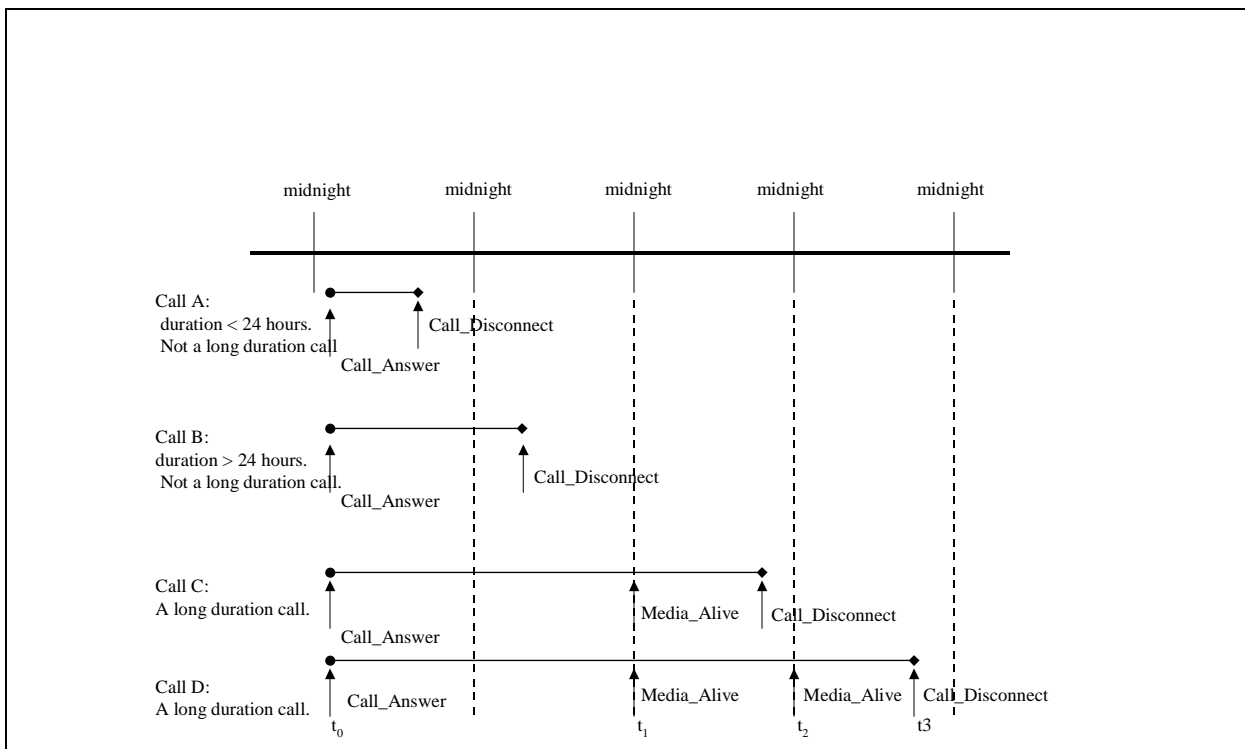 midnight midnight midnight midnight midnight
Call A:
duration < 24 hours.
Not a long duration call
Call_Disconnect
Call_Answer
Call B:
duration > 24 hours.
Not a long duration call.
Call_Disconnect
Call_Answer
Call C:
A long duration call.
Media_Alive
Call_Disconnect
Call_Answer
Call D:
A long duration call.
Call_Answer
Media_Alive
Media_Alive
Call_Disconnect
t0 t1 t2 t3